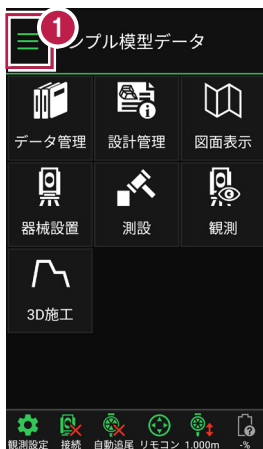 1
ンプル模型データ
データ管理 設計管理 図面表示
器械設置 測設 観測
3D施工
観測設定 接続 自動追尾 リモコン 1.000m -%